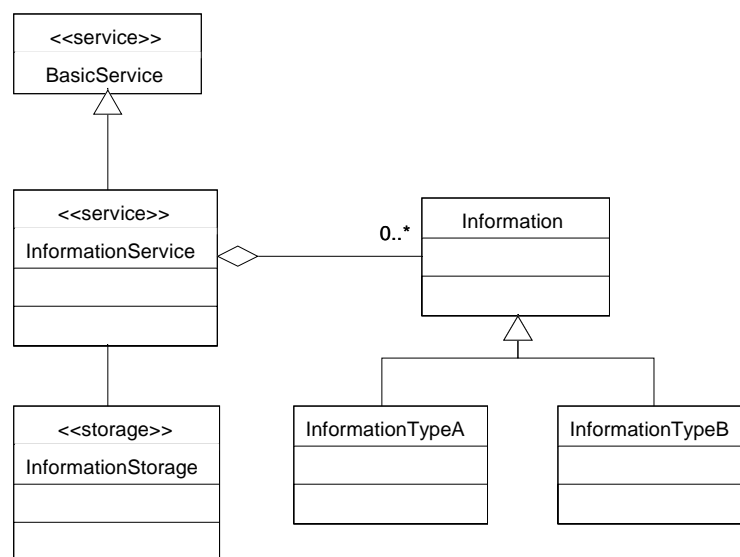 <<service>>
BasicService
<<service>>
InformationService
0..*
Information
<<storage>>
InformationStorage
InformationTypeA
InformationTypeB